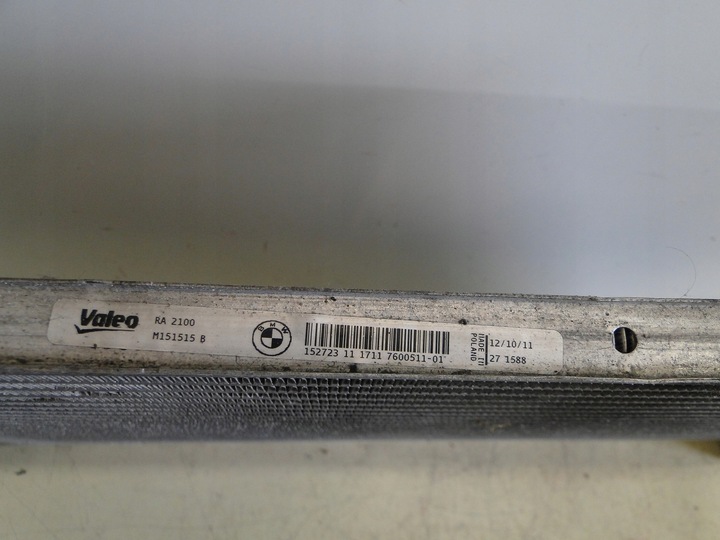 Valeo
RA 2100
M151515 B
BMW
152723 11 1711 7600511-01
MADE IN
POLAND
12/10/11
27 1588